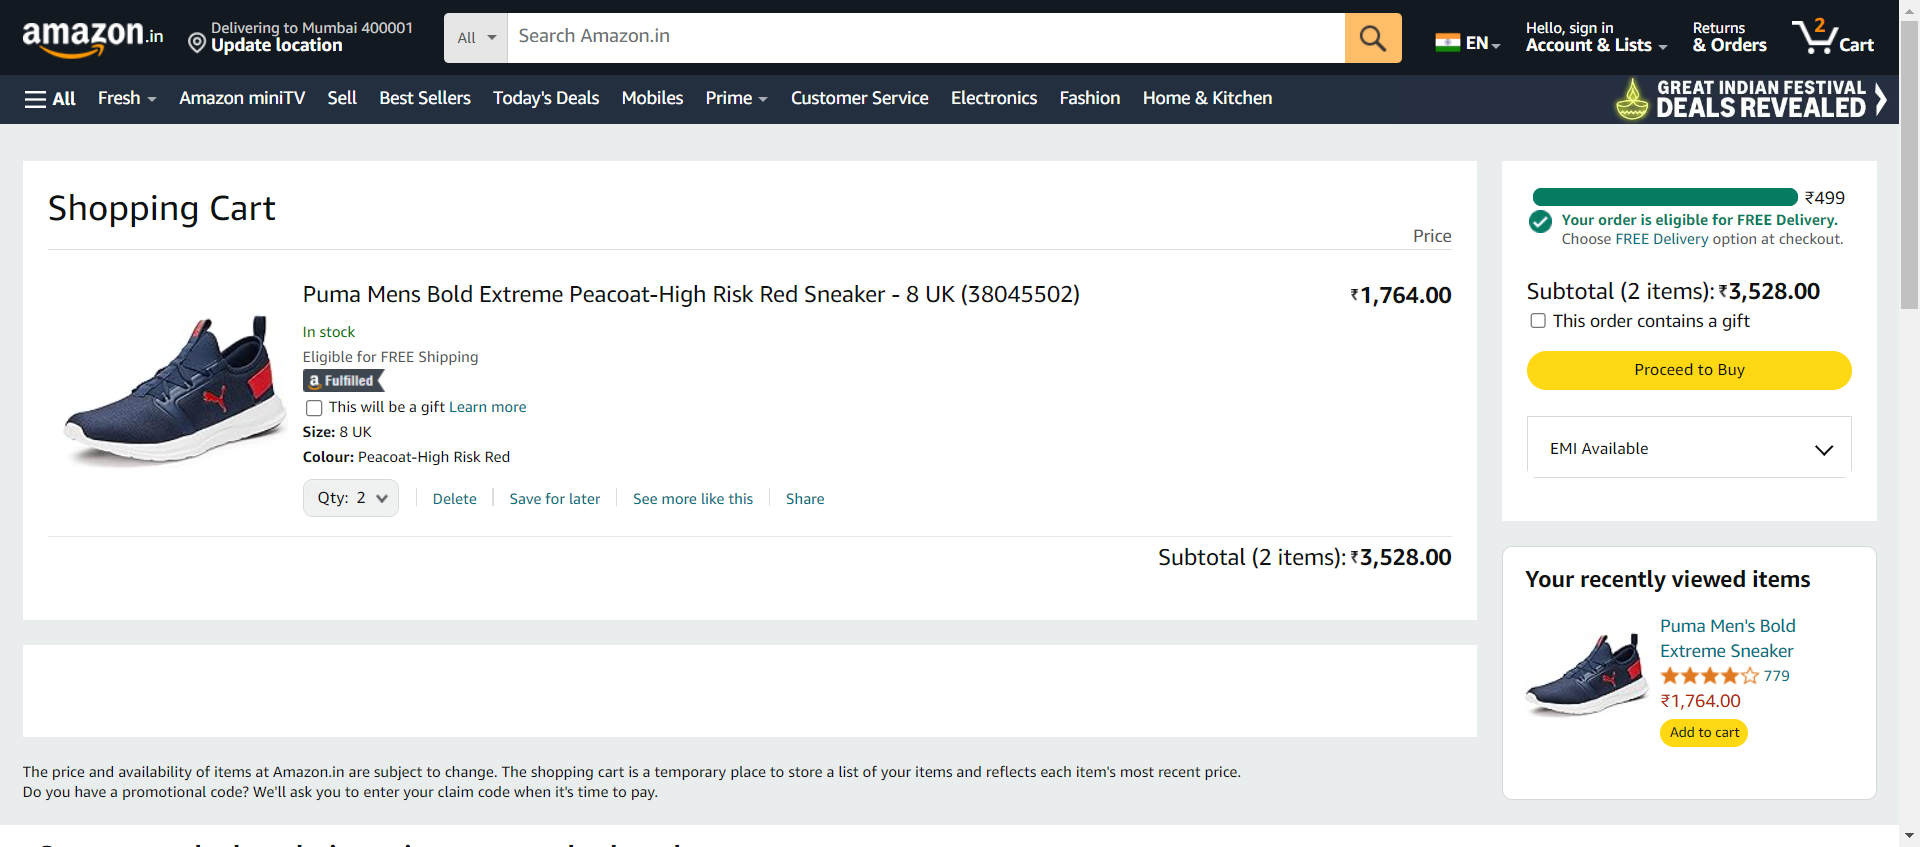 amazon.in
Delivering to Mumbai 400001
Update location
All
Search Amazon.in
EN
Hello, sign in
Account & Lists
Returns
& Orders
2
Cart
All
Fresh
Amazon miniTV
Sell
Best Sellers
Today's Deals
Mobiles
Prime
Customer Service
Electronics
Fashion
Home & Kitchen
GREAT INDIAN FESTIVAL
DEALS REVEALED
Shopping Cart
Price
Puma Mens Bold Extreme Peacoat-High Risk Red Sneaker - 8 UK (38045502)
₹1,764.00
In stock
Eligible for FREE Shipping
a Fulfilled
This will be a gift Learn more
Size: 8 UK
Colour: Peacoat-High Risk Red
Qty: 2
Delete
Save for later
See more like this
Share
Subtotal (2 items): ₹3,528.00
₹499
Your order is eligible for FREE Delivery.
Choose FREE Delivery option at checkout.
Subtotal (2 items): ₹3,528.00
This order contains a gift
Proceed to Buy
EMI Available
Your recently viewed items
Puma Men's Bold
Extreme Sneaker
779
₹1,764.00
Add to cart
The price and availability of items at Amazon.in are subject to change. The shopping cart is a temporary place to store a list of your items and reflects each item's most recent price.
Do you have a promotional code? We'll ask you to enter your claim code when it's time to pay.